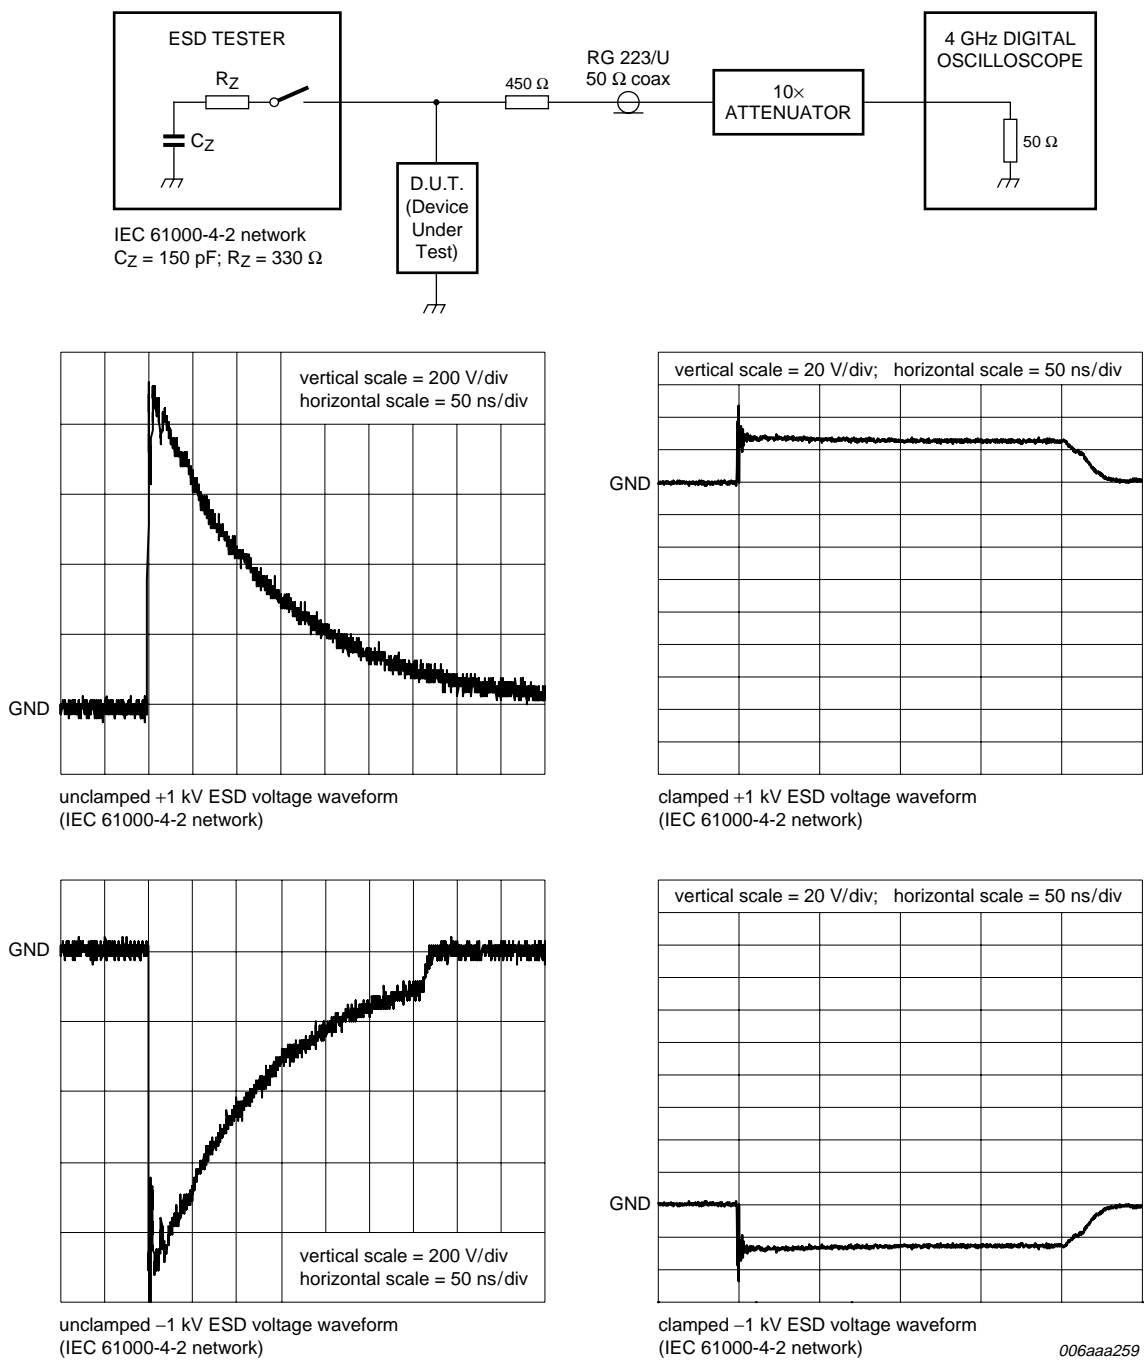 ESD TESTER
RZ
CZ
IEC 61000-4-2 network
CZ = 150 pF; RZ = 330 Ω
D.U.T.
(Device
Under
Test)
450 Ω
RG 223/U
50 Ω coax
10×
ATTENUATOR
4 GHz DIGITAL
OSCILLOSCOPE
50 Ω
vertical scale = 200 V/div
horizontal scale = 50 ns/div
GND
unclamped +1 kV ESD voltage waveform
(IEC 61000-4-2 network)
vertical scale = 20 V/div; horizontal scale = 50 ns/div
GND
clamped +1 kV ESD voltage waveform
(IEC 61000-4-2 network)
GND
vertical scale = 200 V/div
horizontal scale = 50 ns/div
unclamped −1 kV ESD voltage waveform
(IEC 61000-4-2 network)
vertical scale = 20 V/div; horizontal scale = 50 ns/div
GND
clamped −1 kV ESD voltage waveform
(IEC 61000-4-2 network)
006aaa259